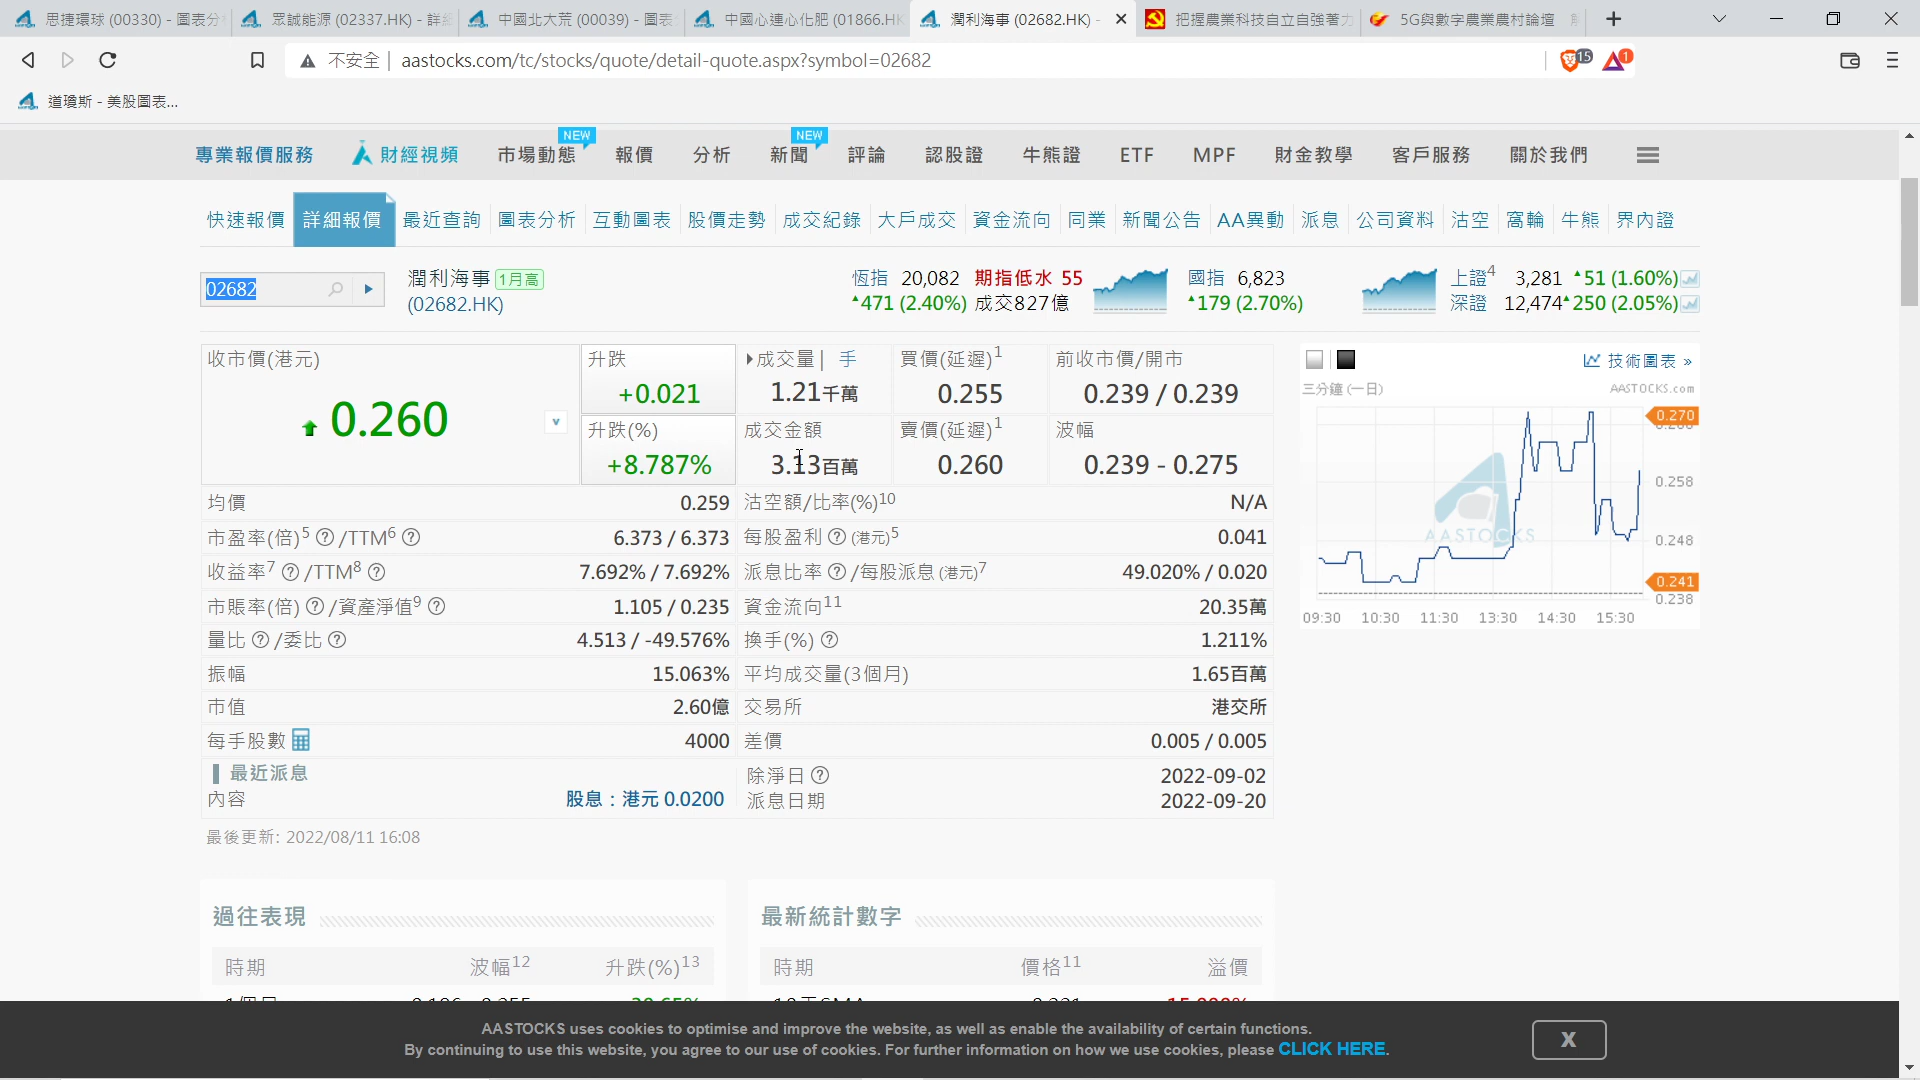 思捷環球 (00330) - 圖表分
眾誠能源 (02337.HK) - 詳細
中國北大荒 (00039) - 圖表
中國心連心化肥 (01866.HK
潤利海事 (02682.HK) -
把握農業科技自立自強著力
5G與數字農業農村論壇
不安全 | aastocks.com/tc/stocks/quote/detail-quote.aspx?symbol=02682
15
1
道瓊斯 - 美股圖表...
專業報價服務 財經視頻 市場動態 NEW 報價 分析 新聞 NEW 評論 認股證 牛熊證 ETF MPF 財金教學 客戶服務 關於我們
快速報價 詳細報價 最近查詢 圖表分析 互動圖表 股價走勢 成交紀錄 大戶成交 資金流向 同業 新聞公告 AA異動 派息 公司資料 沽空 窩輪 牛熊 界內證
02682
潤利海事 1月高
(02682.HK)
恆指 20,082 期指低水 55
471 (2.40%) 成交827億
國指 6,823
179 (2.70%)
上證4 3,281 51 (1.60%)
深證 12,474 250 (2.05%)
收市價(港元)
0.260
升跌
+0.021
升跌(%)
+8.787%
成交量| 手
1.21千萬
成交金額
3.13百萬
買價(延遲)1
0.255
賣價(延遲)1
0.260
前收市價/開市
0.239 / 0.239
波幅
0.239 - 0.275
均價 0.259 沽空額/比率(%)10 N/A
市盈率(倍)5 /TTM6 6.373 / 6.373 每股盈利 (港元)5 0.041
收益率7 /TTM8 7.692% / 7.692% 派息比率 /每股派息 (港元)7 49.020% / 0.020
市賬率(倍) /資產淨值9 1.105 / 0.235 資金流向11 20.35萬
量比 /委比 4.513 / -49.576% 換手(%) 1.211%
振幅 15.063% 平均成交量(3個月) 1.65百萬
市值 2.60億 交易所 港交所
每手股數 4000 差價 0.005 / 0.005
最近派息 除淨日 2022-09-02
內容 股息：港元 0.0200 派息日期 2022-09-20
最後更新: 2022/08/11 16:08
技術圖表 »
三分鐘 (一日) AASTOCKS.com
AASTOCKS
0.270
0.258
0.248
0.241
0.238
09:30 10:30 11:30 13:30 14:30 15:30
過往表現
時期 波幅12 升跌(%)13
最新統計數字
時期 價格11 溢價
AASTOCKS uses cookies to optimise and improve the website, as well as enable the availability of certain functions.
By continuing to use this website, you agree to our use of cookies. For further information on how we use cookies, please CLICK HERE.
X